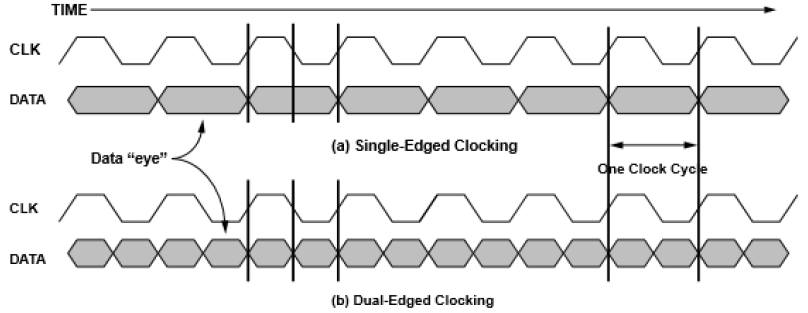 TIME
CLK
DATA
(a) Single-Edged Clocking
Data “eye”
One Clock Cycle
CLK
DATA
(b) Dual-Edged Clocking